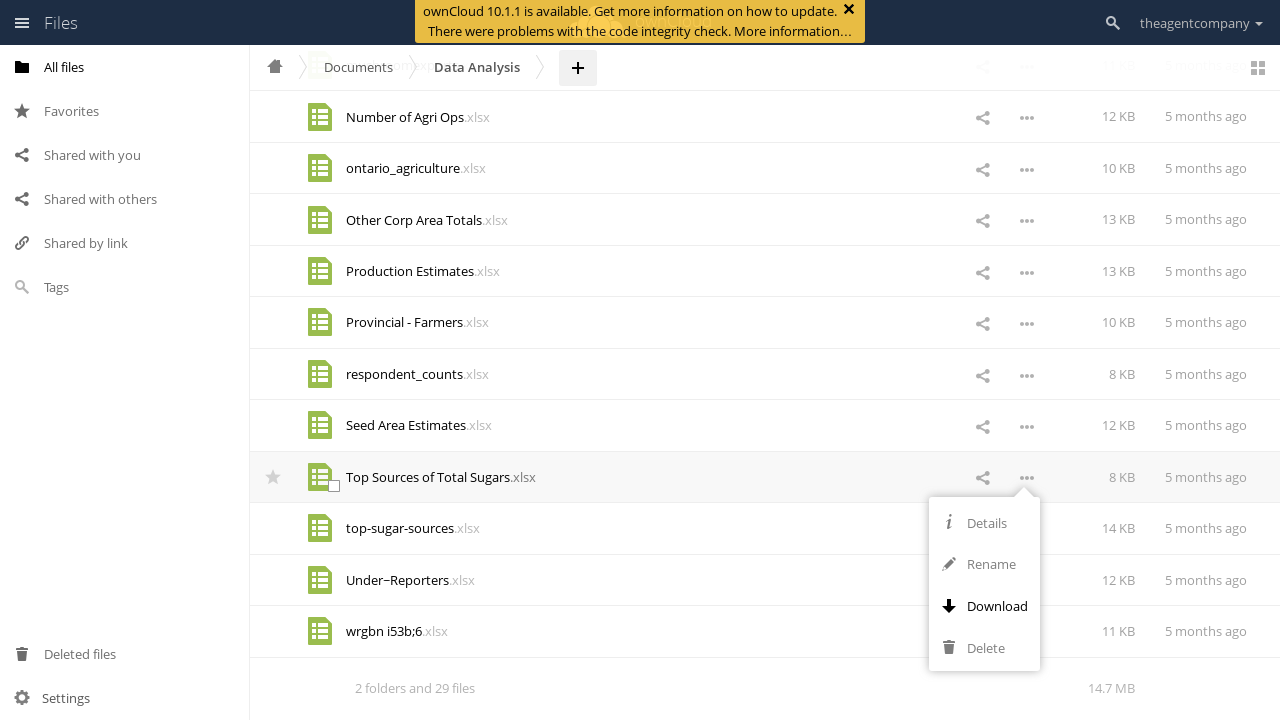 Files
ownCloud 10.1.1 is available. Get more information on how to update.
There were problems with the code integrity check. More information…
theagentcompany
All files
Favorites
Shared with you
Shared with others
Shared by link
Tags
Deleted files
Settings
Documents
Data Analysis
Number of Agri Ops.xlsx 12 KB 5 months ago
ontario_agriculture.xlsx 10 KB 5 months ago
Other Corp Area Totals.xlsx 13 KB 5 months ago
Production Estimates.xlsx 13 KB 5 months ago
Provincial - Farmers.xlsx 10 KB 5 months ago
respondent_counts.xlsx 8 KB 5 months ago
Seed Area Estimates.xlsx 12 KB 5 months ago
Top Sources of Total Sugars.xlsx 8 KB 5 months ago
top-sugar-sources.xlsx 14 KB 5 months ago
Under~Reporters.xlsx 12 KB 5 months ago
wrgbn i53b;6.xlsx 11 KB 5 months ago
Details
Rename
Download
Delete
2 folders and 29 files 14.7 MB